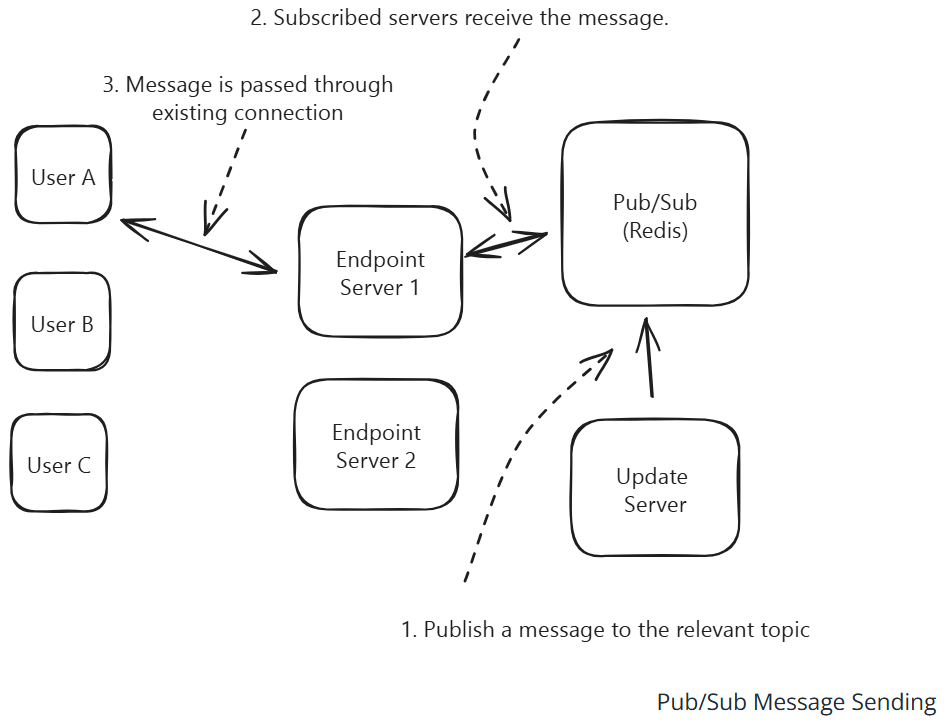 2. Subscribed servers receive the message.
3. Message is passed through
existing connection
User A
Pub/Sub
(Redis)
Endpoint
Server 1
User B
Endpoint
Server 2
User C
Update
Server
1. Publish a message to the relevant topic
Pub/Sub Message Sending